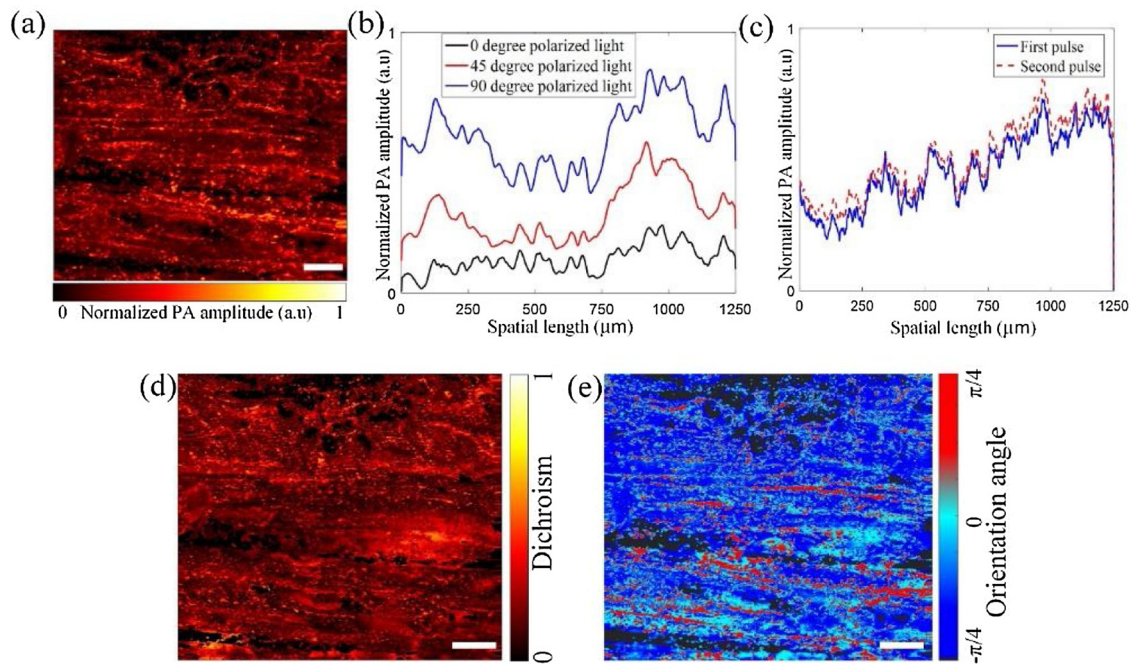 (a)
0 Normalized PA amplitude (a.u) 1
(b)
1
0 degree polarized light
45 degree polarized light
90 degree polarized light
Normalized PA amplitude (a.u)
0
0 250 500 750 1000 1250
Spatial length (μm)
(c)
1
First pulse
Second pulse
Normalized PA amplitude (a.u)
0
0 250 500 750 1000 1250
Spatial length (μm)
(d)
1
Dichroism
0
(e)
π/4
0
-π/4
Orientation angle